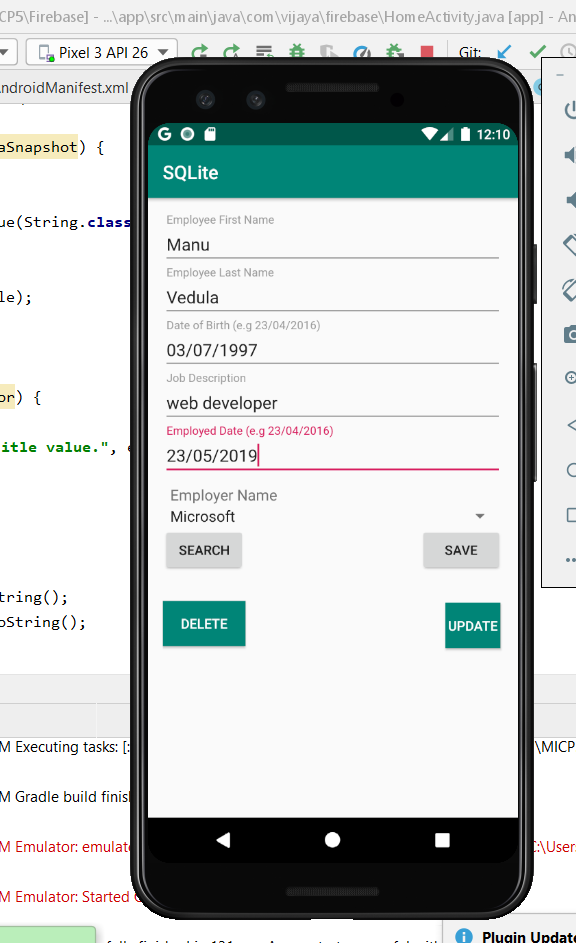 CP5\Firebase] - ...\app\src\main\java\com\vijaya\firebase\HomeActivity.java [app] - An
Pixel 3 API 26
Git:
AndroidManifest.xml
12:10
aSnapshot) {
SQLite
ue(String.class
Employee First Name
Manu
Employee Last Name
le);
Vedula
Date of Birth (e.g 23/04/2016)
03/07/1997
Job Description
or) {
web developer
Employed Date (e.g 23/04/2016)
itle value.", e
23/05/2019
Employer Name
Microsoft
SEARCH
SAVE
tring();
oString();
DELETE
UPDATE
M Executing tasks: [:
\MICP
M Gradle build finish
M Emulator: emulato
C:\Users
M Emulator: Started
Plugin Update